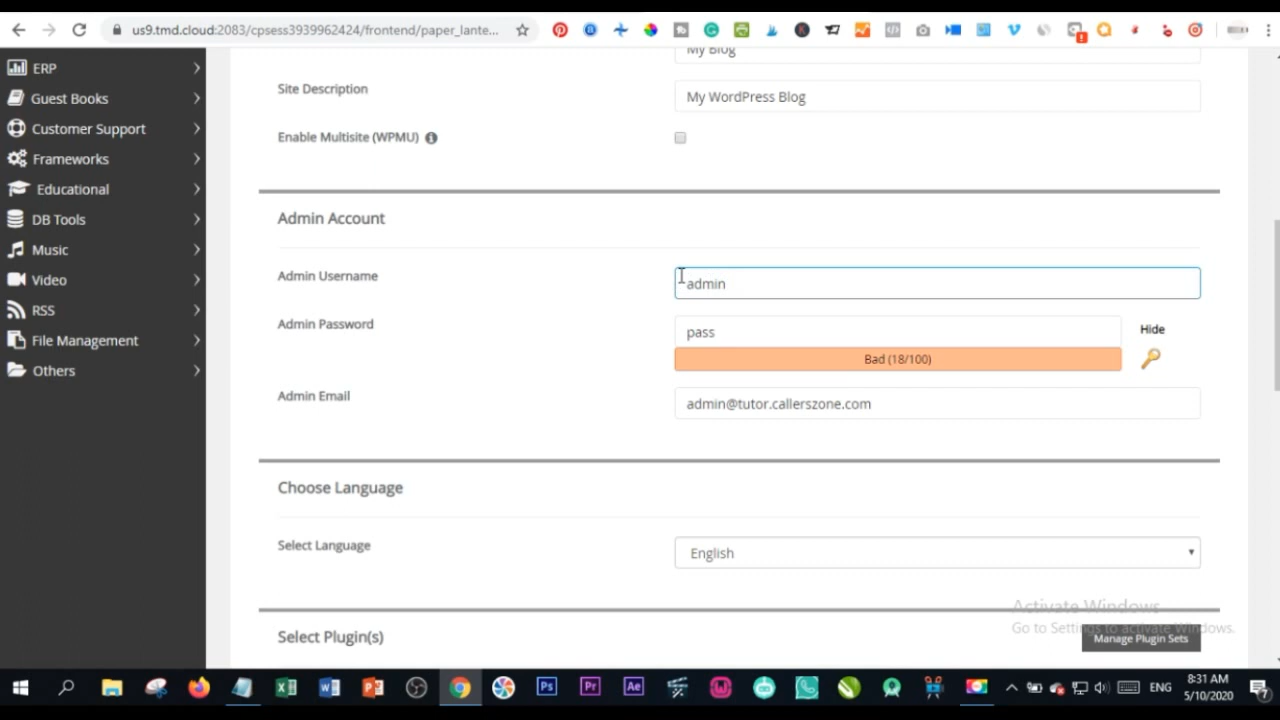 us9.tmd.cloud:2083/cpsess3939962424/frontend/paper_lante...
ERP
Guest Books
Customer Support
Frameworks
Educational
DB Tools
Music
Video
RSS
File Management
Others
My Blog
Site Description
My WordPress Blog
Enable Multisite (WPMU)
Admin Account
Admin Username
admin
Admin Password
pass
Hide
Bad (18/100)
Admin Email
admin@tutor.callerszone.com
Choose Language
Select Language
English
Activate Windows
Go to Settings to activate Windows.
Select Plugin(s)
Manage Plugin Sets
ENG
8:31 AM
5/10/2020